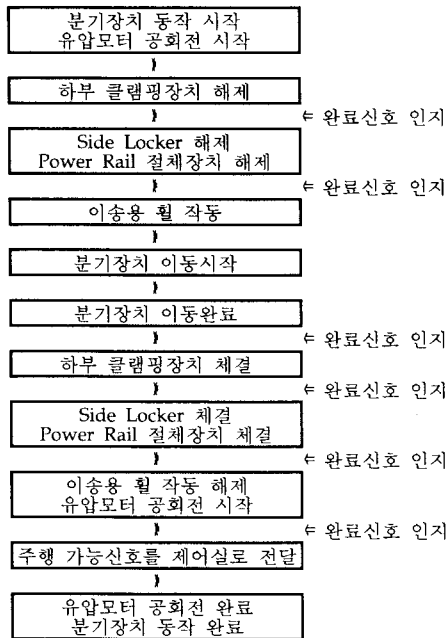 분기장치 동작 시작
유압모터 공회전 시작
하부 클램핑장치 해제
⇐ 완료신호 인지
Side Locker 해제
Power Rail 절체장치 해제
⇐ 완료신호 인지
이송용 휠 작동
분기장치 이동시작
분기장치 이동완료
⇐ 완료신호 인지
하부 클램핑장치 체결
⇐ 완료신호 인지
Side Locker 체결
Power Rail 절체장치 체결
⇐ 완료신호 인지
이송용 휠 작동 해제
유압모터 공회전 시작
⇐ 완료신호 인지
주행 가능신호를 제어실로 전달
유압모터 공회전 완료
분기장치 동작 완료